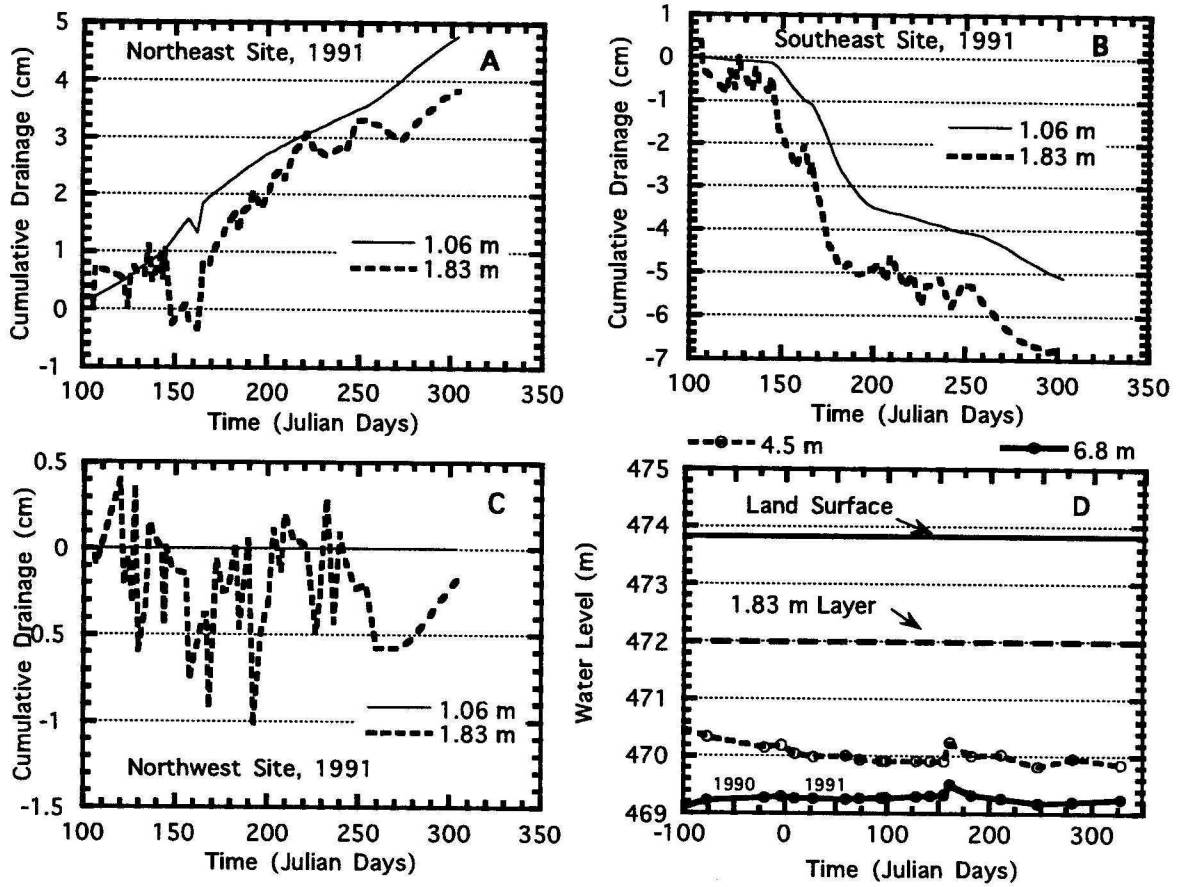 Cumulative Drainage (cm)
5
4
3
2
1
0
-1
Northeast Site, 1991
A
1.06 m
1.83 m
100 150 200 250 300 350
Time (Julian Days)
Cumulative Drainage (cm)
1
0
-1
-2
-3
-4
-5
-6
-7
Southeast Site, 1991
B
1.06 m
1.83 m
100 150 200 250 300 350
Time (Julian Days)
Cumulative Drainage (cm)
0.5
0
-0.5
-1
-1.5
C
1.06 m
1.83 m
Northwest Site, 1991
100 150 200 250 300 350
Time (Julian Days)
4.5 m 6.8 m
Water Level (m)
475
474
473
472
471
470
469
Land Surface
D
1.83 m Layer
1990 1991
-100 0 100 200 300
Time (Julian Days)